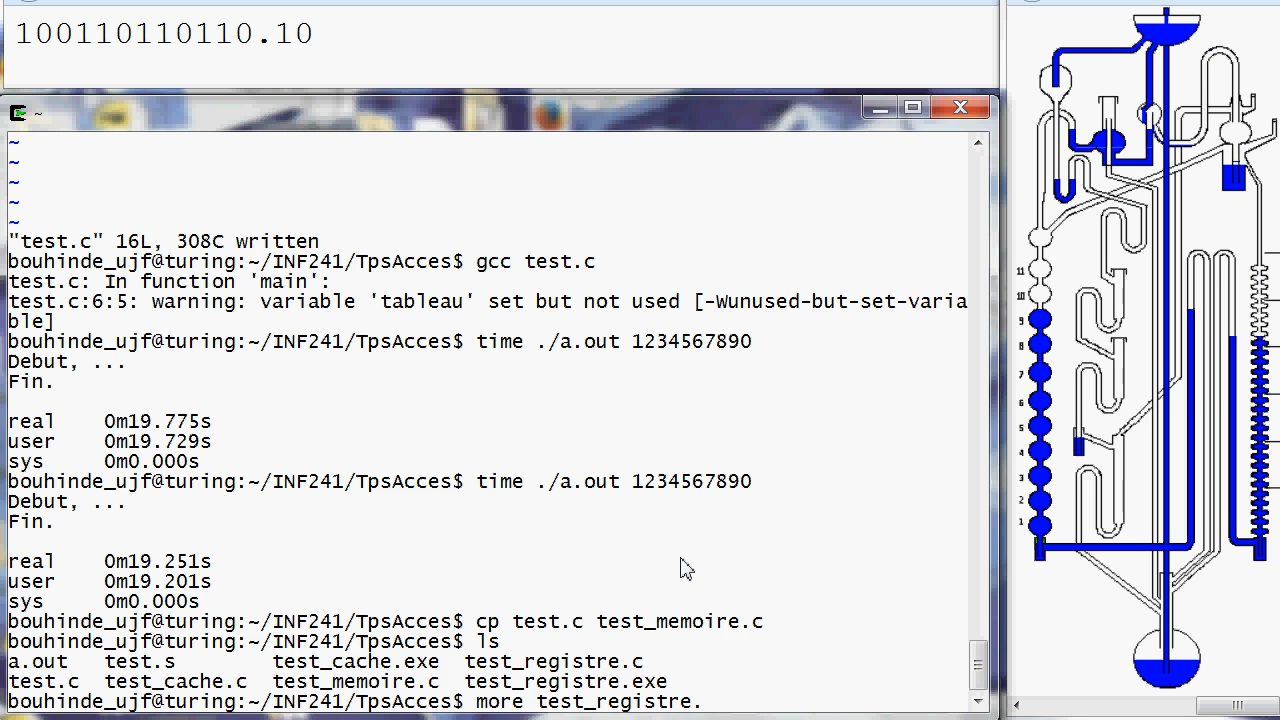 100110110110.10
~
~
~
~
~
~
"test.c" 16L, 308C written
bouhinde_ujf@turing:~/INF241/TpsAcces$ gcc test.c
test.c: In function 'main':
test.c:6:5: warning: variable 'tableau' set but not used [-Wunused-but-set-varia
ble]
bouhinde_ujf@turing:~/INF241/TpsAcces$ time ./a.out 1234567890
Debut, ...
Fin.
real    0m19.775s
user    0m19.729s
sys     0m0.000s
bouhinde_ujf@turing:~/INF241/TpsAcces$ time ./a.out 1234567890
Debut, ...
Fin.
real    0m19.251s
user    0m19.201s
sys     0m0.000s
bouhinde_ujf@turing:~/INF241/TpsAcces$ cp test.c test_memoire.c
bouhinde_ujf@turing:~/INF241/TpsAcces$ ls
a.out   test.s        test_cache.exe  test_registre.c
test.c  test_cache.c  test_memoire.c  test_registre.exe
bouhinde_ujf@turing:~/INF241/TpsAcces$ more test_registre.
11
10
9
8
7
6
5
4
3
2
1